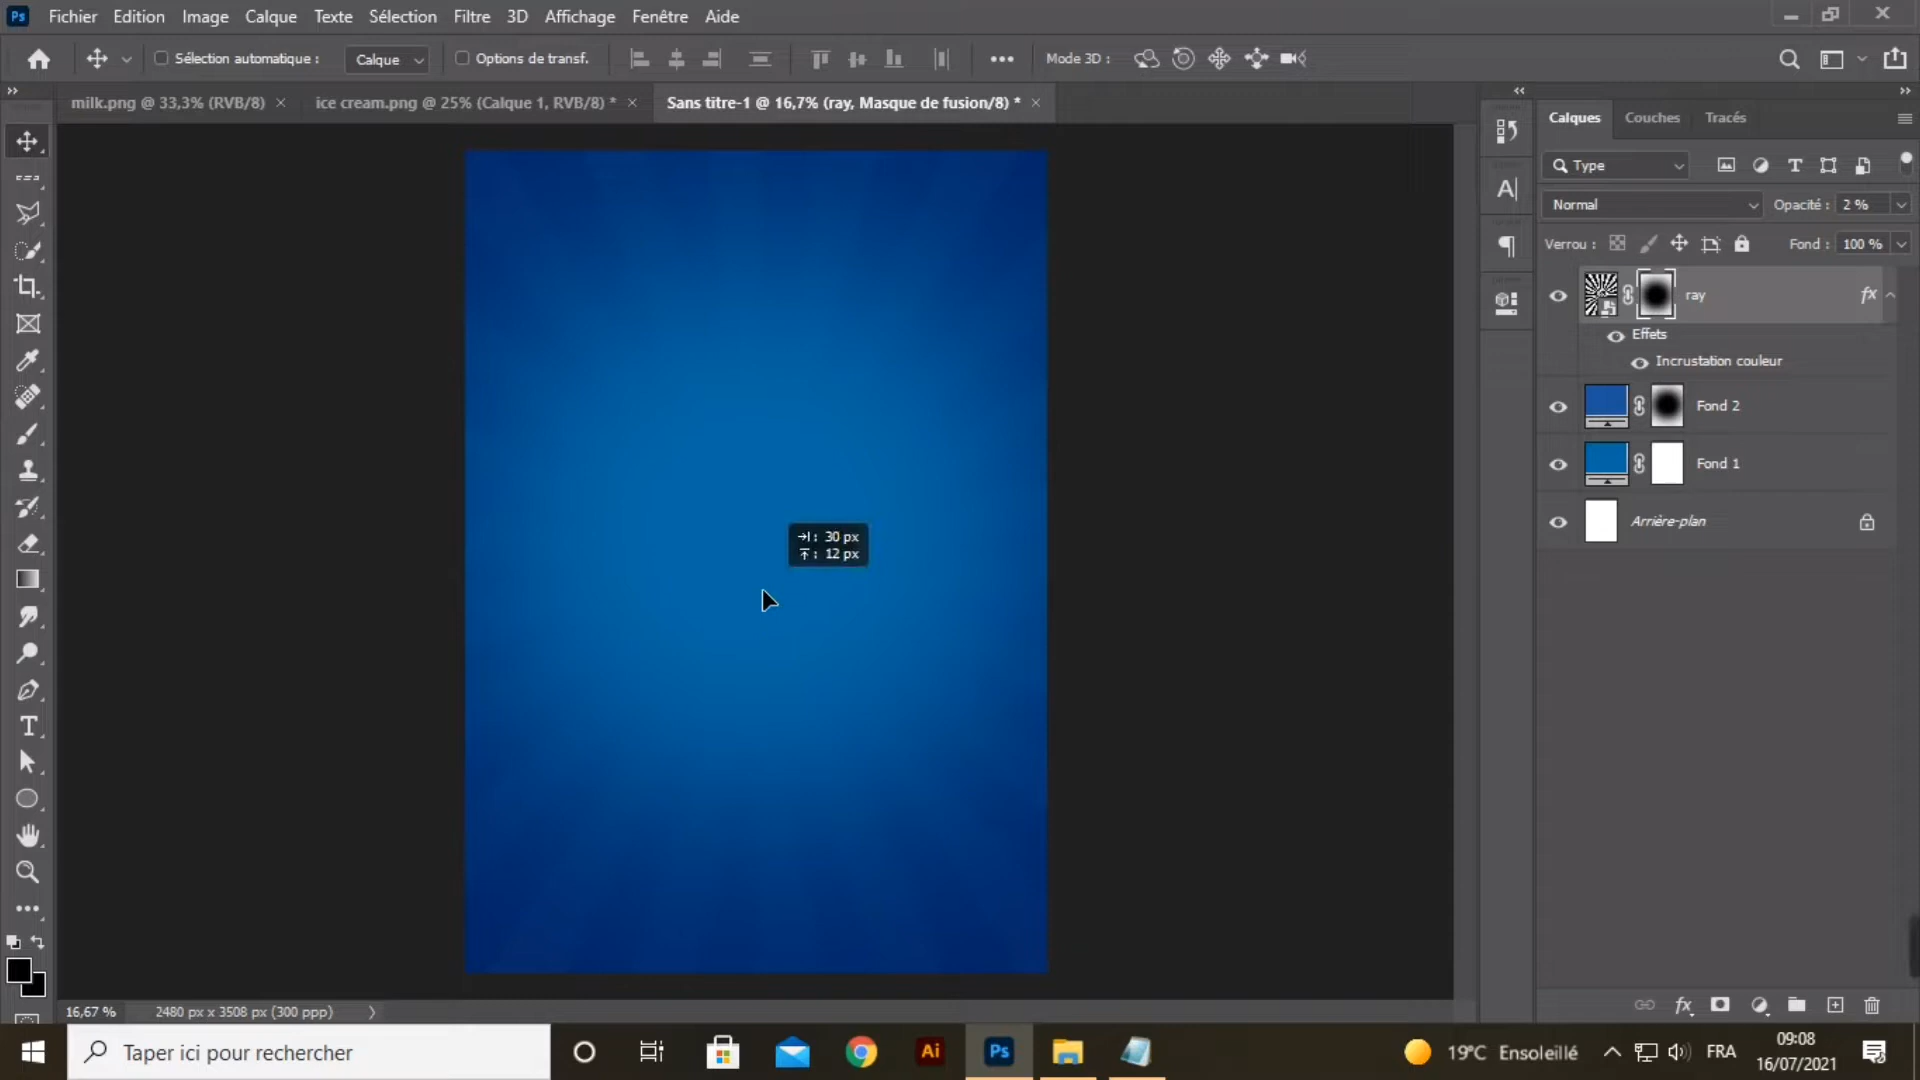 Ps Fichier Edition Image Calque Texte Sélection Filtre 3D Affichage Fenêtre Aide
Sélection automatique : Calque Options de transf. Mode 3D :
milk.png @ 33,3% (RVB/8) ice cream.png @ 25% (Calque 1, RVB/8) * Sans titre-1 @ 16,7% (ray, Masque de fusion/8) *
Calques Couches Tracés
Type
Normal Opacité : 2 %
Verrou : Fond : 100 %
ray fx
Effets
Incrustation couleur
Fond 2
Fond 1
Arrière-plan
: 30 px
: 12 px
16,67 % 2480 px x 3508 px (300 ppp)
Taper ici pour rechercher
Ai
Ps
19°C Ensoleillé
FRA
09:08
16/07/2021